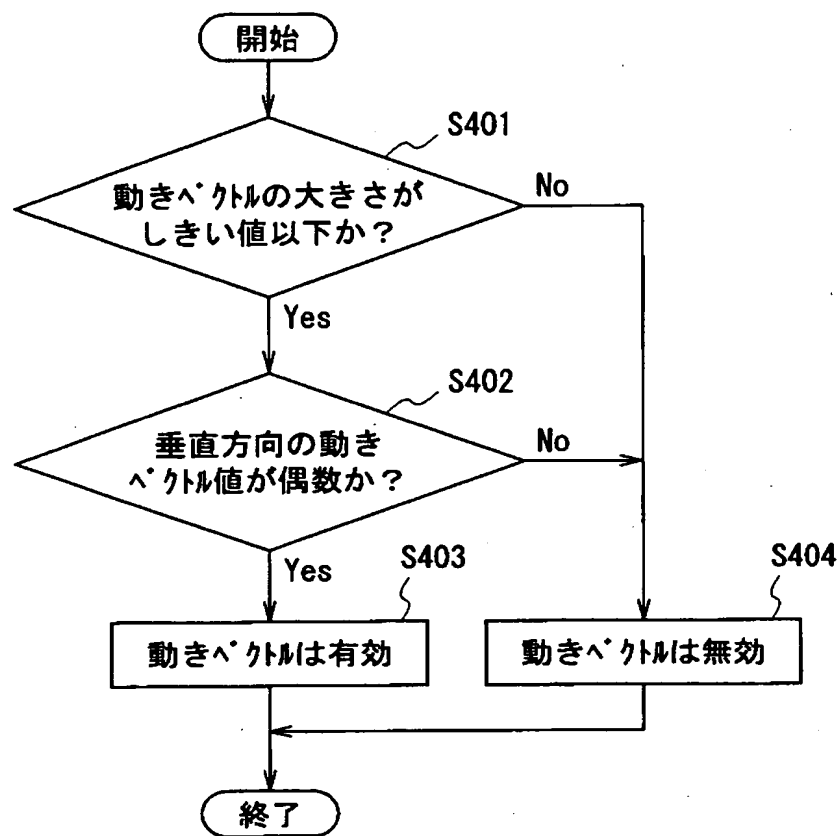 開始
S401
動きベクトルの大きさが
しきい値以下か？
No
Yes
S402
垂直方向の動き
ベクトル値が偶数か？
No
Yes
S403
S404
動きベクトルは有効
動きベクトルは無効
終了